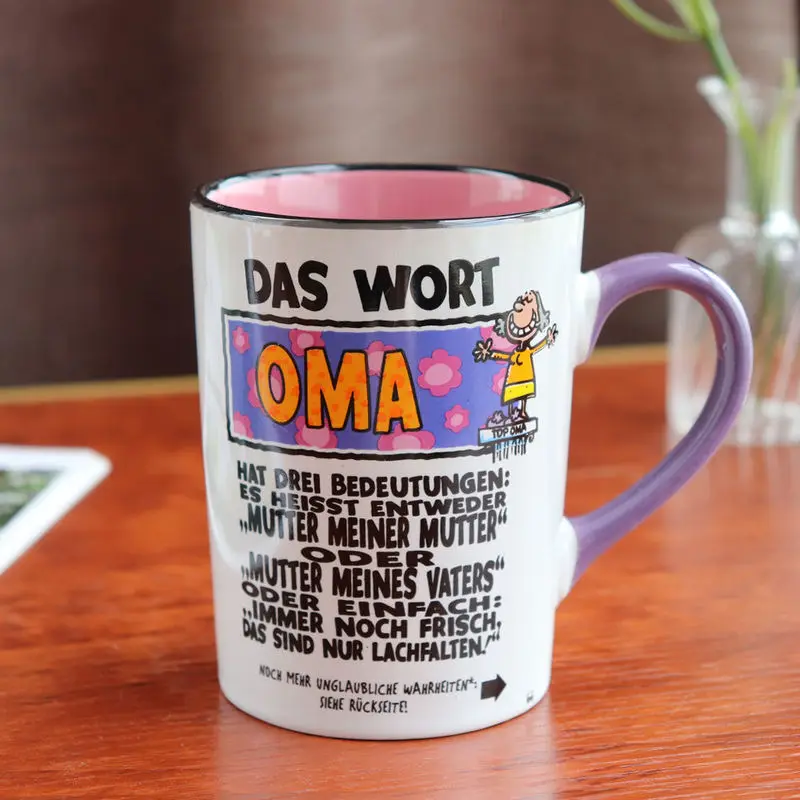 DAS WORT
OMA
TOP OMA
HAT DREI BEDEUTUNGEN:
ES HEISST ENTWEDER
„MUTTER MEINER MUTTER“
ODER
„MUTTER MEINES VATERS“
ODER EINFACH:
„IMMER NOCH FRISCH,
DAS SIND NUR LACHFALTEN!“
NOCH MEHR UNGLAUBLICHE WAHRHEITEN*:
SIEHE RÜCKSEITE!